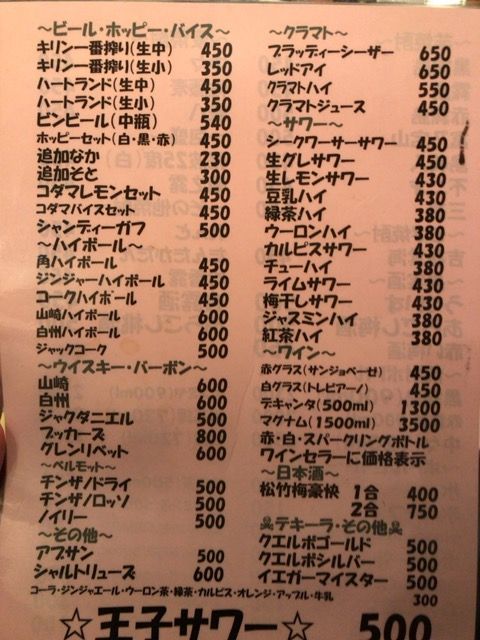 ～ビール・ホッピー・バイス～
キリン一番搾り(生中) 450
キリン一番搾り(生小) 350
ハートランド(生中) 450
ハートランド(生小) 350
ビンビール(中瓶) 540
ホッピーセット(白・黒・赤) 450
追加なか 230
追加そと 300
コダマレモンセット 450
コダマバイスセット 450
シャンディーガフ 500
～ハイボール～
角ハイボール 450
ジンジャーハイボール 450
コークハイボール 450
山崎ハイボール 600
白州ハイボール 600
ジャックコーク 500
～ウイスキー・バーボン～
山崎 600
白州 600
ジャクダニエル 500
ブッカーズ 800
グレンリベット 600
～ベルモット～
チンザノドライ 500
チンザノロッソ 500
ノイリー 500
～その他～
アブサン 500
シャルトリューズ 600
～クラマト～
ブラッディーシーザー 650
レッドアイ 650
クラマトハイ 550
クラマトジュース 450
～サワー～
シークワーサーサワー 450
生グレサワー 450
生レモンサワー 430
豆乳ハイ 430
緑茶ハイ 380
ウーロンハイ 380
カルピスサワー 430
チューハイ 380
ライムサワー 430
梅干しサワー 430
ジャスミンハイ 380
紅茶ハイ 380
～ワイン～
赤グラス(サンジョベーゼ) 450
白グラス(トレビアーノ) 450
デキャンタ(500ml) 1300
マグナム(1500ml) 3500
赤・白・スパークリングボトル
ワインセラーに価格表示
～日本酒～
松竹梅豪快 1合 400
2合 750
テキーラ・その他
クエルボゴールド 500
クエルボシルバー 500
イエガーマイスター 500
コーラ・ジンジャエール・ウーロン茶・緑茶・カルピス・オレンジ・アップル・牛乳 300
☆王子サワー☆ 500